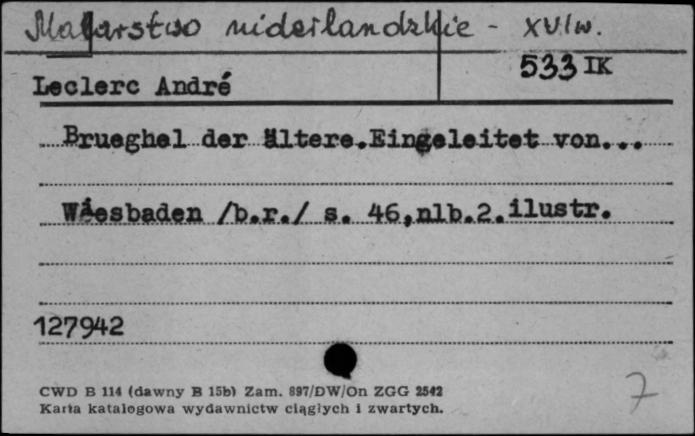 Malarstwo niderlandzkie - XVIw.
533 IK
Leclerc André
Brueghel der ältere.Eingeleitet von...
Wiesbaden /b.r./ s. 46,nlb.2.ilustr.
127942
CWD B 114 (dawny B 15b) Zam. 897/DW/On ZGG 2542
Karta katalogowa wydawnictw ciągłych i zwartych.
7